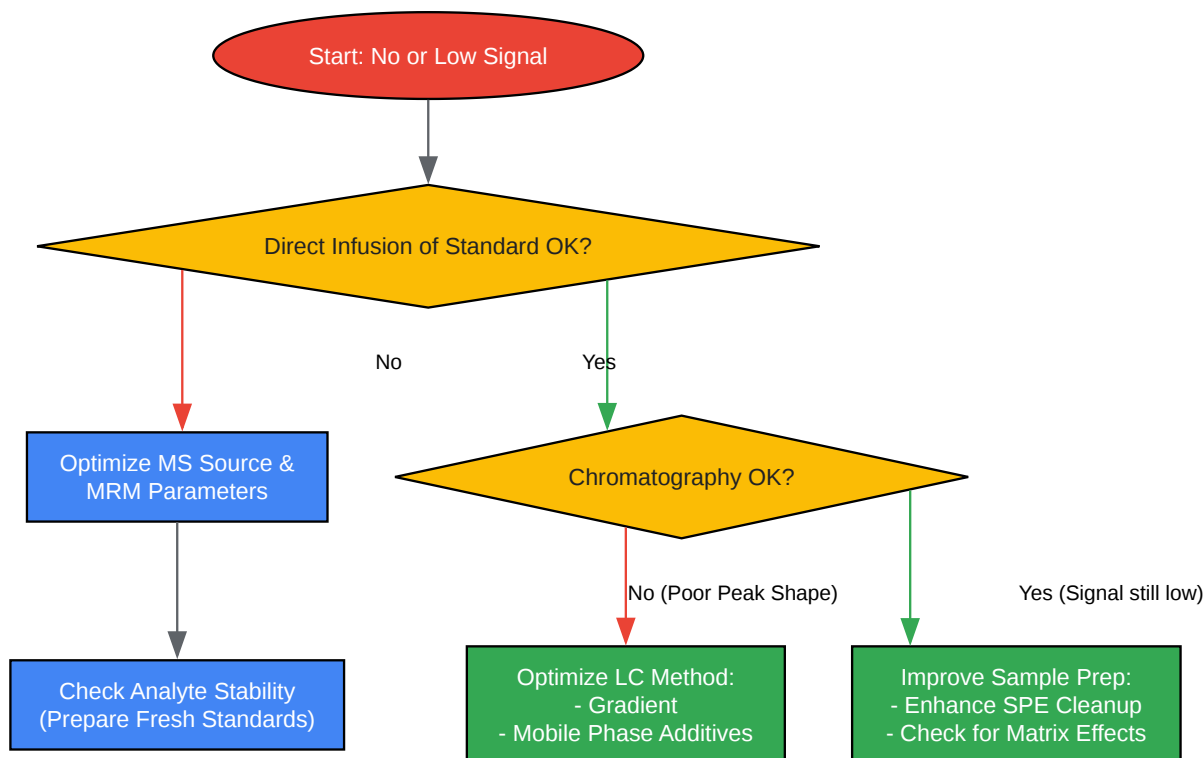 Start: No or Low Signal
Direct Infusion of Standard OK?
No
Yes
Optimize MS Source &
MRM Parameters
Chromatography OK?
No (Poor Peak Shape)
Yes (Signal still low)
Check Analyte Stability
(Prepare Fresh Standards)
Optimize LC Method:
- Gradient
- Mobile Phase Additives
Improve Sample Prep:
- Enhance SPE Cleanup
- Check for Matrix Effects